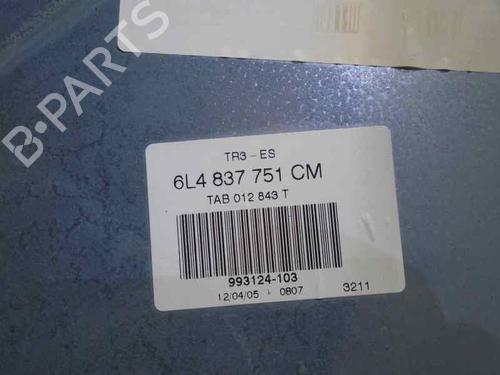 B-PARTS
TR3-ES
6L4 837 751 CM
TAB 012 843 T
993124-103
12/04/05 0807 3211